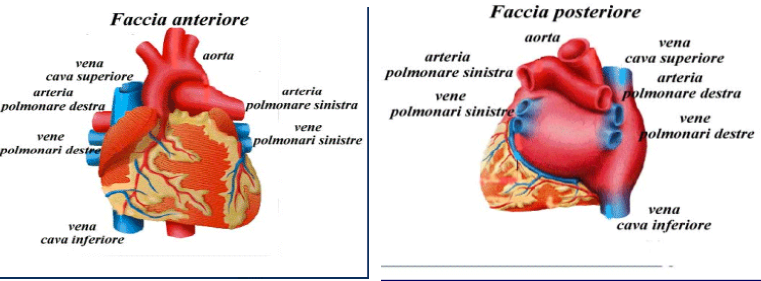 Faccia anteriore
aorta
vena
cava superiore
arteria
polmonare destra
arteria
polmonare sinistra
vene
polmonari destre
vene
polmonari sinistre
vena
cava inferiore
Faccia posteriore
aorta
vena
cava superiore
arteria
polmonare sinistra
arteria
polmonare destra
vene
polmonari sinistre
vene
polmonari destre
vena
cava inferiore